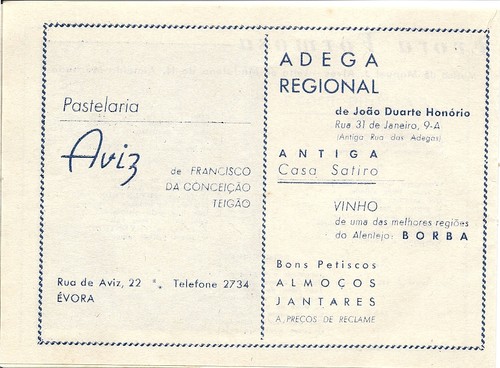 Pastelaria
Aviz
de FRANCISCO
DA CONCEIÇÃO
TEIGÃO
Rua de Aviz, 22 * Telefone 2734
ÉVORA
ADEGA
REGIONAL
de João Duarte Honório
Rua 31 de Janeiro, 9-A
(Antiga Rua das Adegas)
ANTIGA
Casa Satiro
VINHO
de uma das melhores regiões
do Alentejo: BORBA
Bons Petiscos
ALMOÇOS
JANTARES
A PREÇOS DE RECLAME